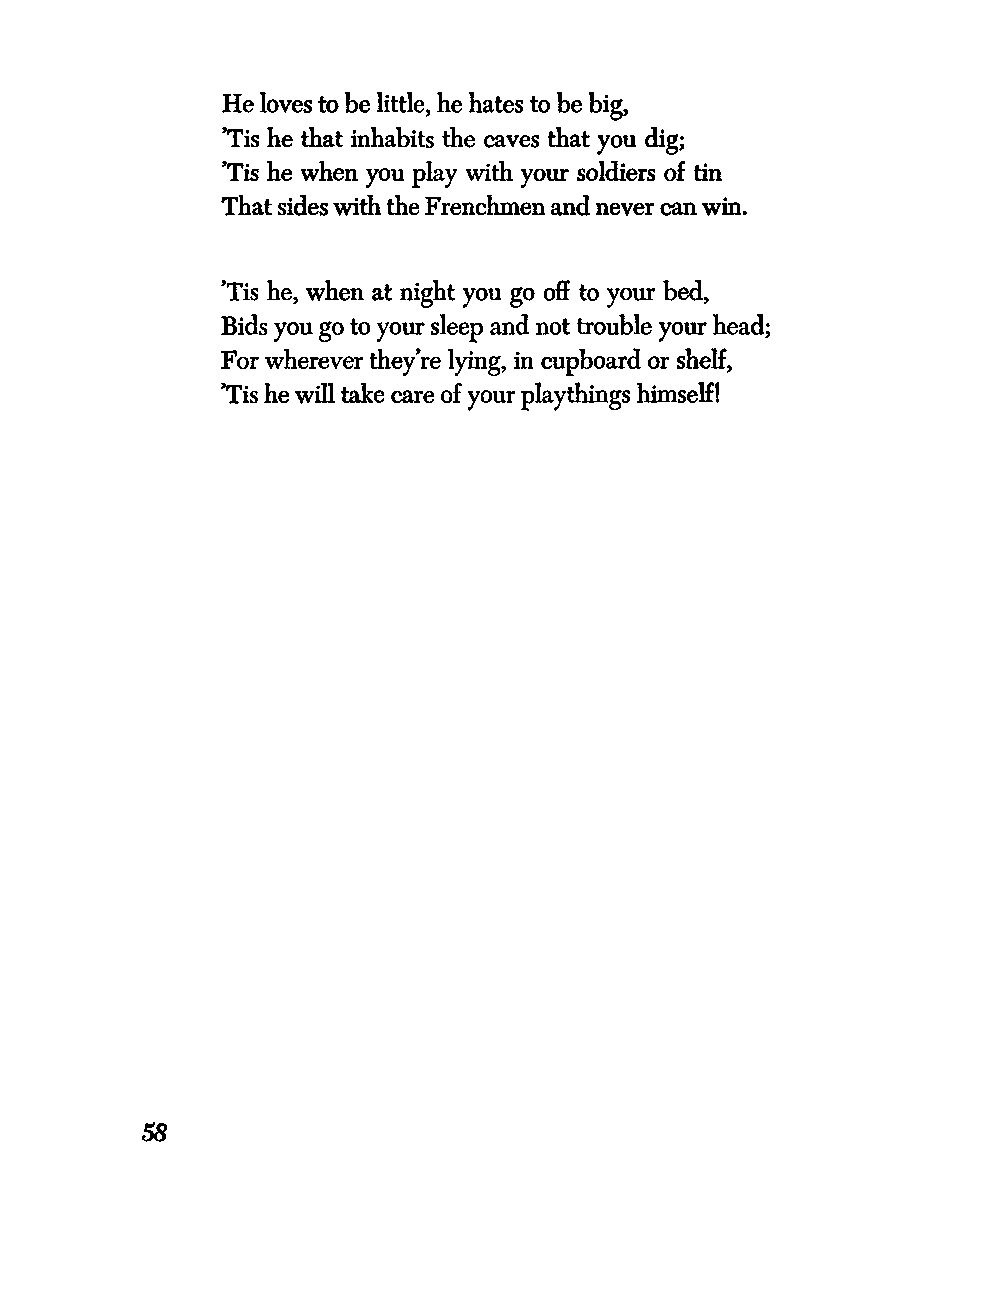 He loves to be little, he hates to be big,
’Tis he that inhabits the caves that you dig;
’Tis he when you play with your soldiers of tin
That sides with the Frenchmen and never can win.
’Tis he, when at night you go off to your bed,
Bids you go to your sleep and not trouble your head;
For wherever they’re lying, in cupboard or shelf,
’Tis he will take care of your playthings himself!
58